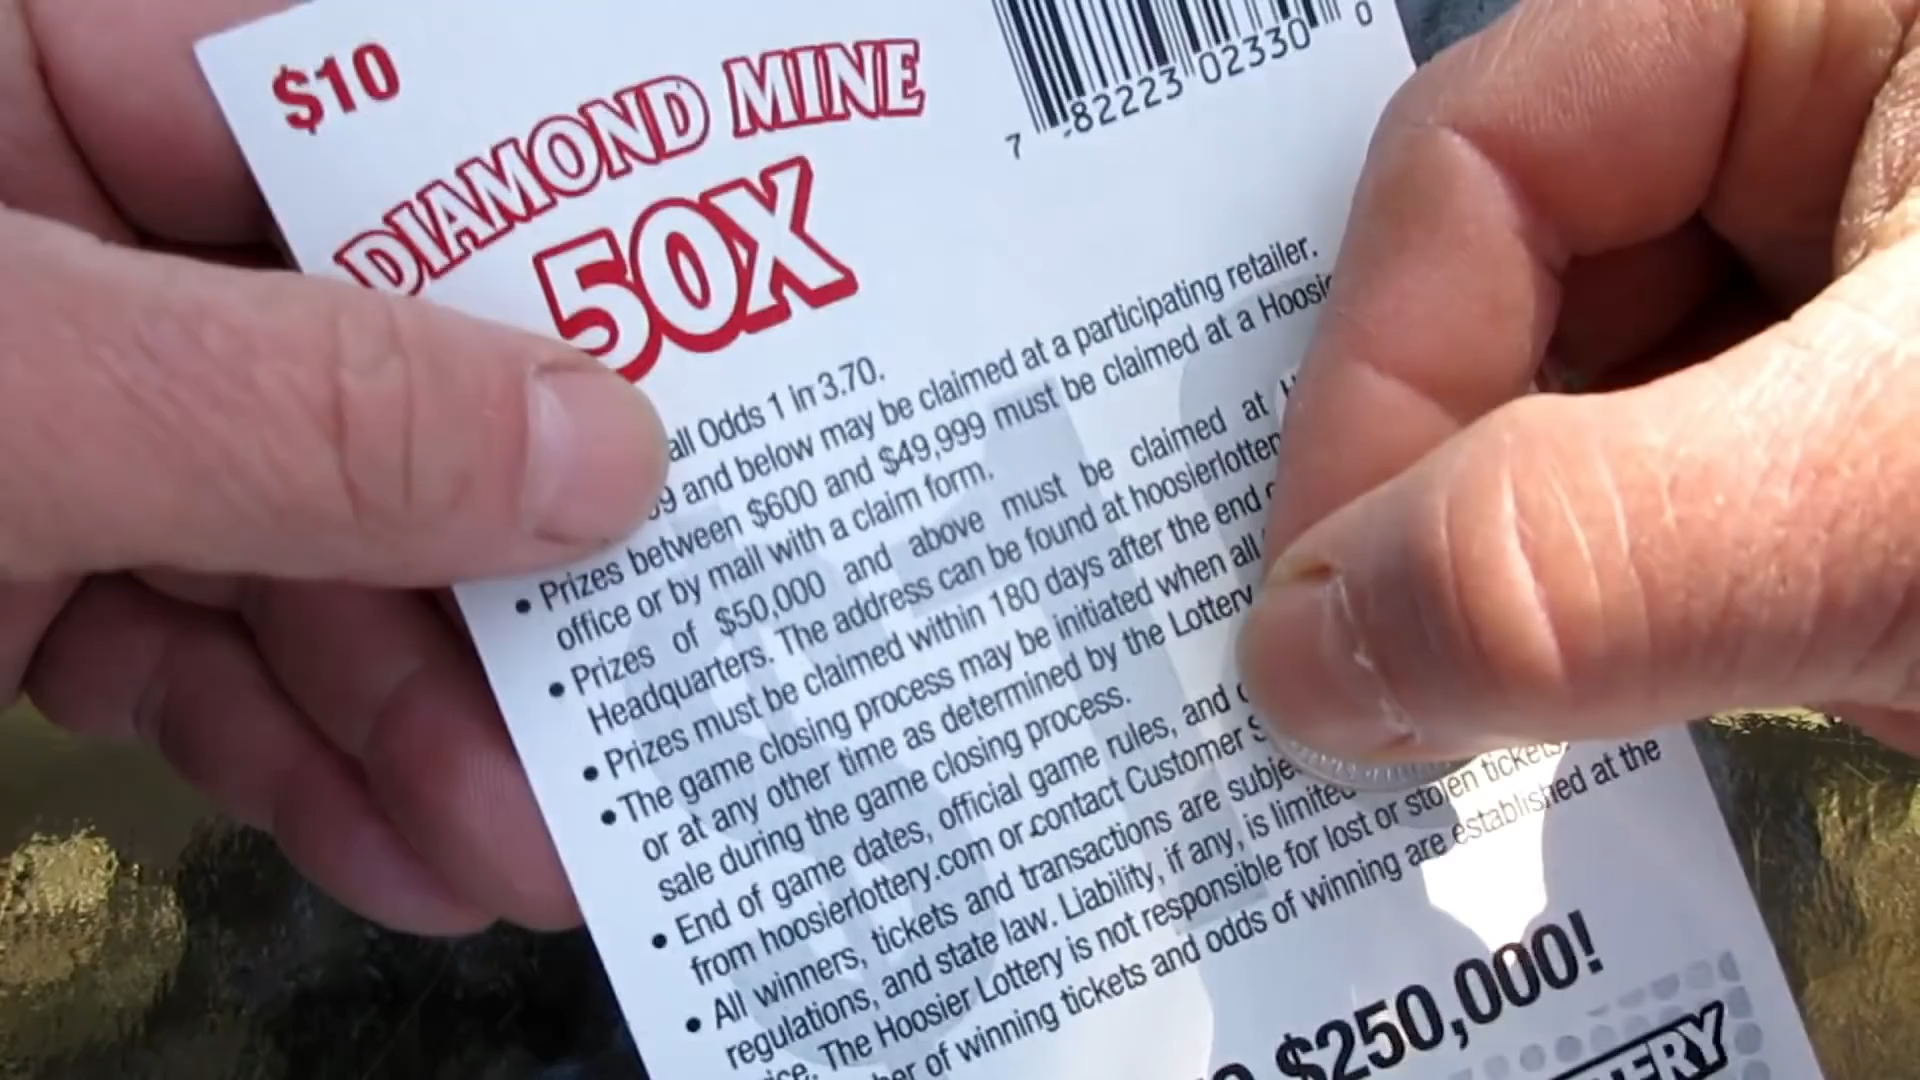 $10
DIAMOND MINE
50X
7 82223 02330 0
all Odds 1 in 3.70.
99 and below may be claimed at a participating retailer.
• Prizes between $600 and $49,999 must be claimed at a Hoosie
office or by mail with a claim form.
• Prizes of $50,000 and above must be claimed at
Headquarters. The address can be found at hoosierlotter
• Prizes must be claimed within 180 days after the end
• The game closing process may be initiated when all
or at any other time as determined by the Lottery
sale during the game closing process.
• End of game dates, official game rules, and
from hoosierlottery.com or contact Customer
• All winners, tickets and transactions are subje
regulations, and state law. Liability, if any, is limited
The Hoosier Lottery is not responsible for lost or stolen tickets.
of winning tickets and odds of winning are established at the
$250,000!